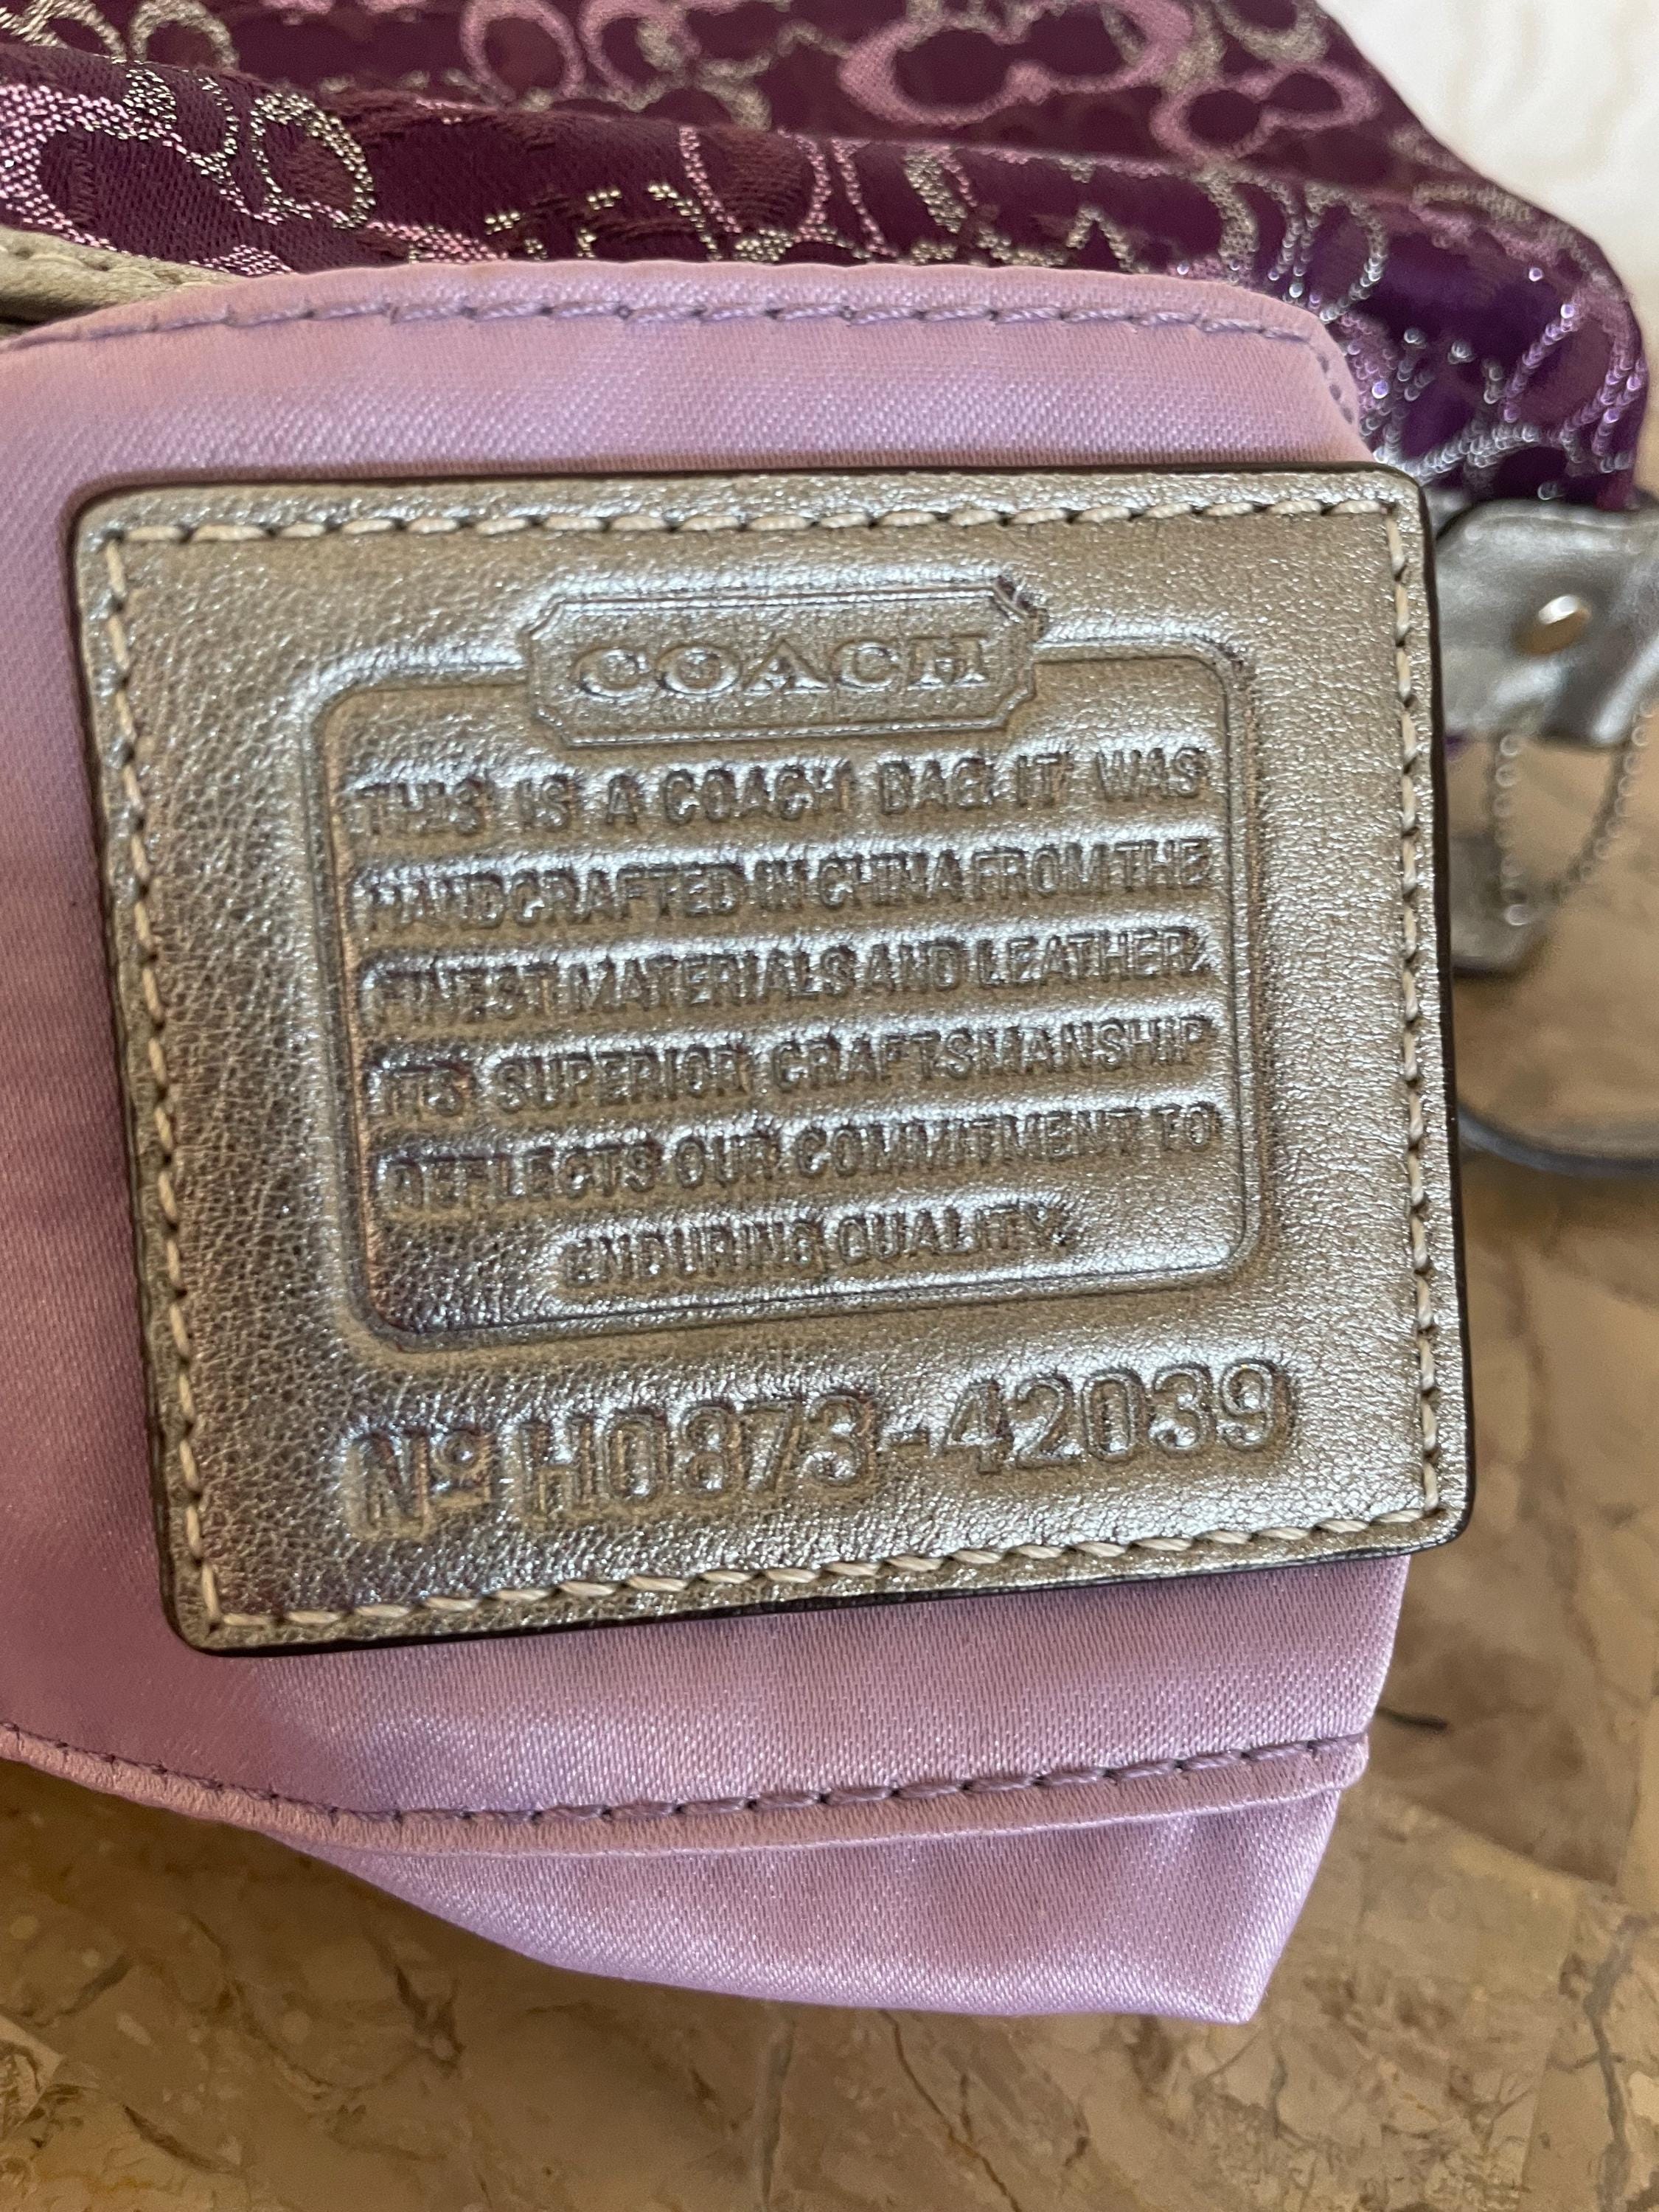 COACH
THIS IS A COACH BAG. IT WAS
HANDCRAFTED IN CHINA FROM THE
FINEST MATERIALS AND LEATHER.
ITS SUPERIOR CRAFTSMANSHIP
REFLECTS OUR COMMITMENT TO
ENDURING QUALITY.
Nº H0873-42039